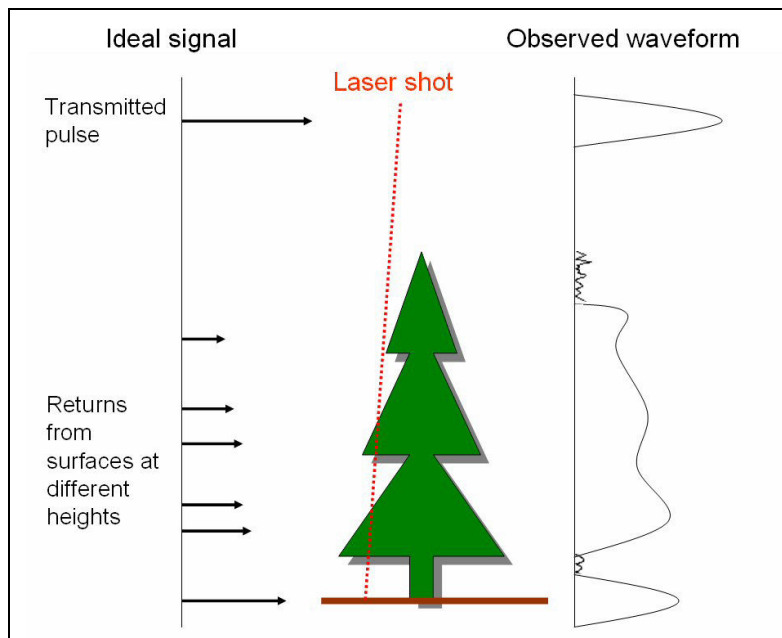 Ideal signal
Observed waveform
Laser shot
Transmitted
pulse
Returns
from
surfaces at
different
heights